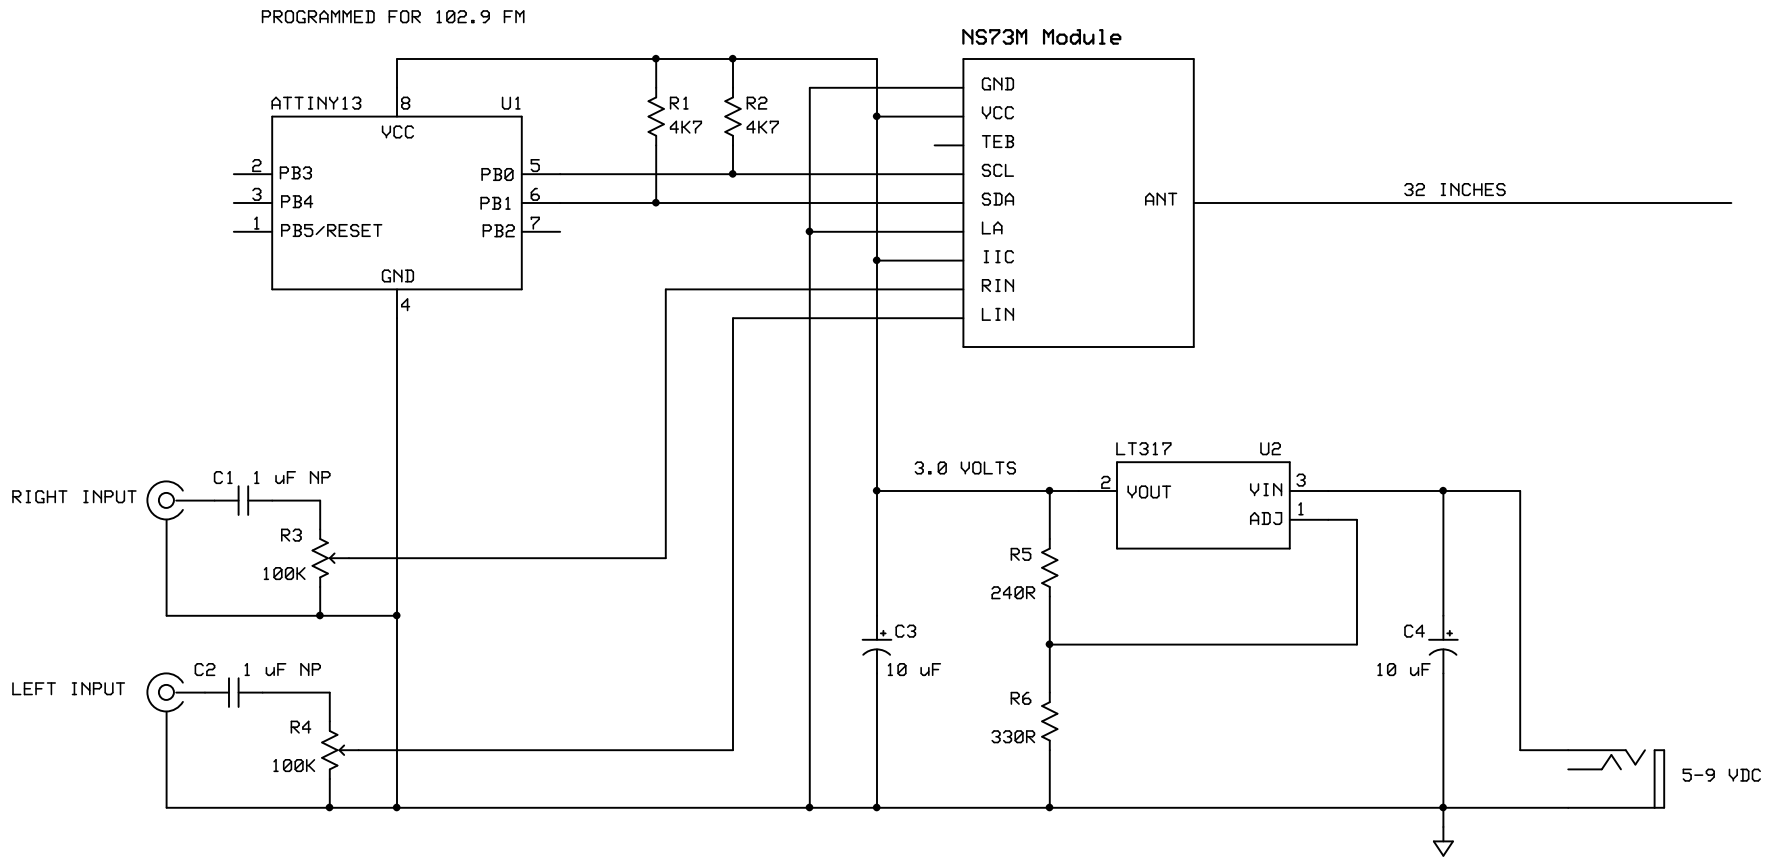 PROGRAMMED FOR 102.9 FM
NS73M Module
ATTINY13 8 U1
VCC
2 PB3
3 PB4
1 PB5/RESET
PB0 5
PB1 6
PB2 7
GND
4
R1
4K7
R2
4K7
GND
VCC
TEB
SCL
SDA
LA
IIC
RIN
LIN
ANT
32 INCHES
RIGHT INPUT
C1 1 uF NP
R3
100K
LEFT INPUT
C2 1 uF NP
R4
100K
3.0 VOLTS
LT317 U2
2 VOUT
VIN 3
ADJ 1
R5
240R
R6
330R
+ C3
10 uF
C4 +
10 uF
5-9 VDC